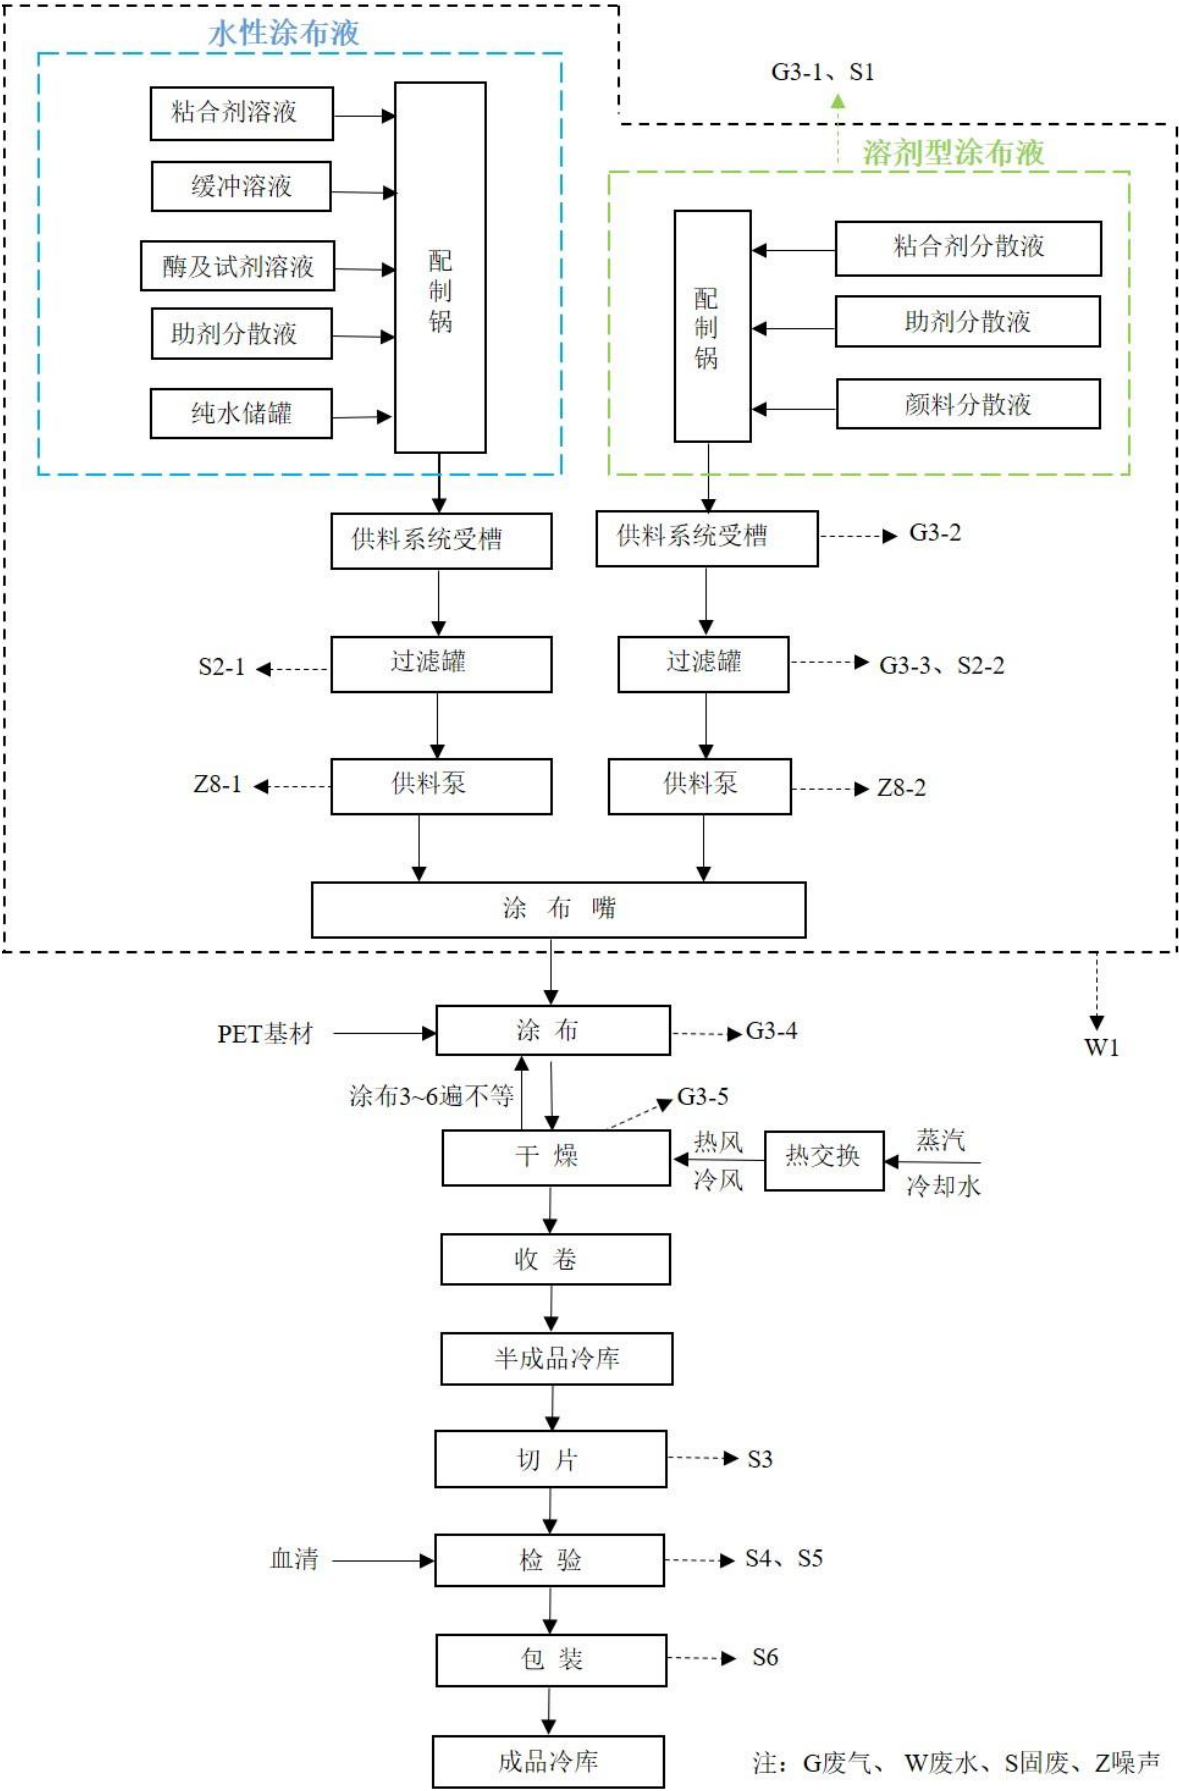 水性涂布液
G3-1、S1
溶剂型涂布液
粘合剂溶液
缓冲溶液
酶及试剂溶液
助剂分散液
纯水储罐
配制锅
配制锅
粘合剂分散液
助剂分散液
颜料分散液
供料系统受槽
供料系统受槽
G3-2
S2-1
过滤罐
过滤罐
G3-3、S2-2
Z8-1
供料泵
供料泵
Z8-2
涂 布 嘴
PET基材
涂 布
G3-4
W1
涂布3~6遍不等
G3-5
干 燥
热风
冷风
热交换
蒸汽
冷却水
收 卷
半成品冷库
切 片
S3
血清
检 验
S4、S5
包 装
S6
成品冷库
注：G废气、 W废水、S固废、Z噪声